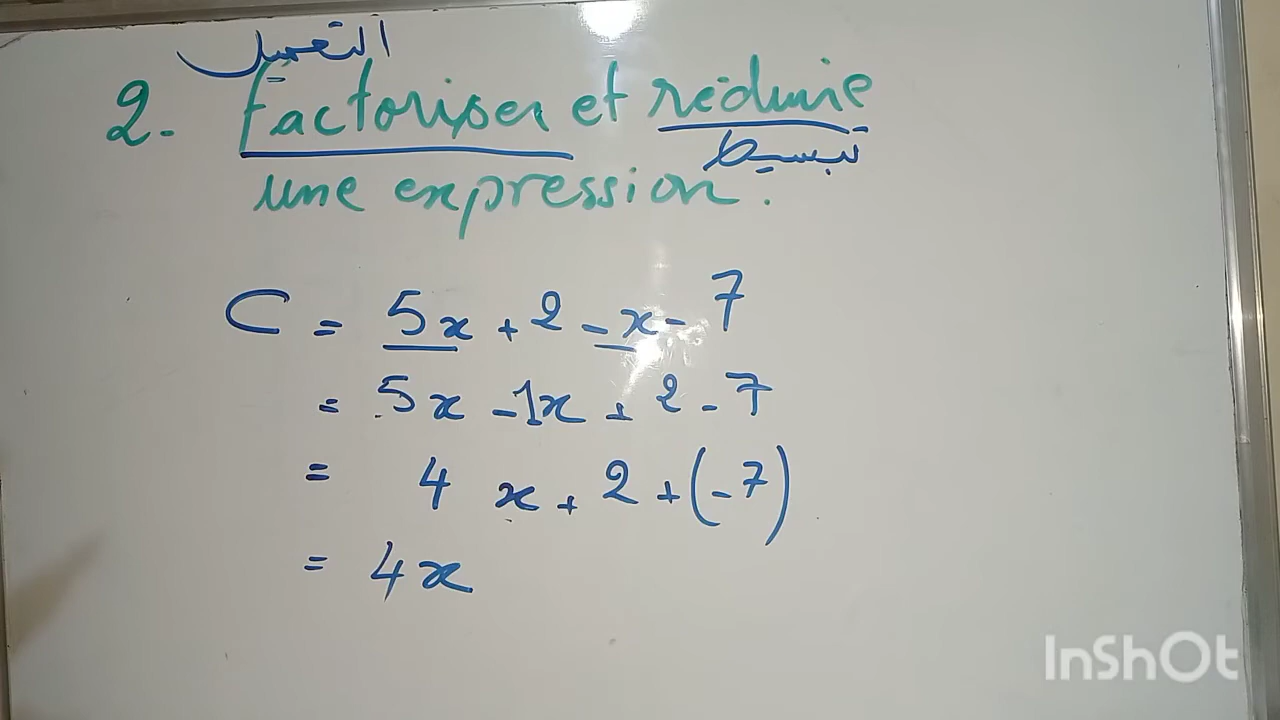 التعميل
2. factoriser et réduire
تبسيط
une expression.
C = 5x + 2 - x - 7
= 5x - 1x + 2 - 7
= 4 x + 2 + (-7)
= 4x
InShOt